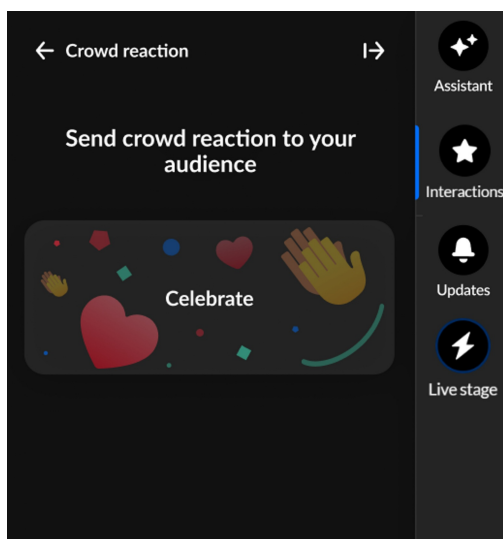 Crowd reaction
Send crowd reaction to your
audience
Celebrate
Assistant
Interactions
Updates
Live stage